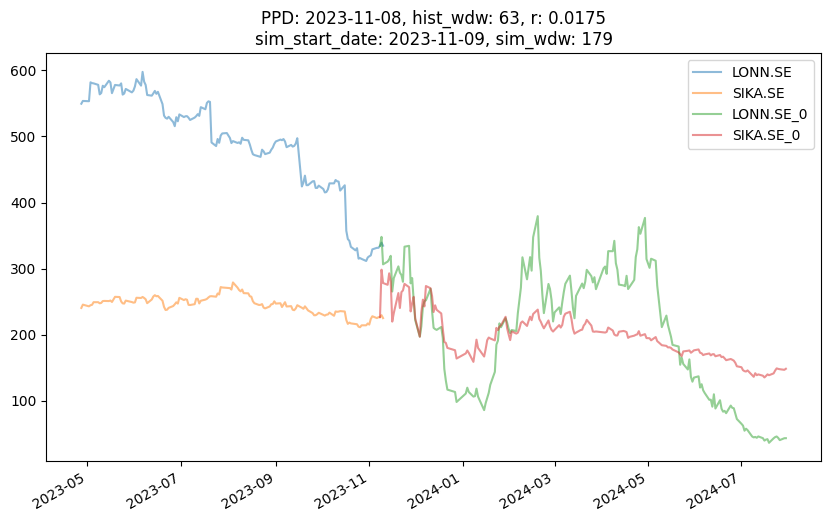 PPD: 2023-11-08, hist_wdw: 63, r: 0.0175
sim_start_date: 2023-11-09, sim_wdw: 179
LONN.SE
SIKA.SE
LONN.SE_0
SIKA.SE_0
600
500
400
300
200
100
2023-05
2023-07
2023-09
2023-11
2024-01
2024-03
2024-05
2024-07